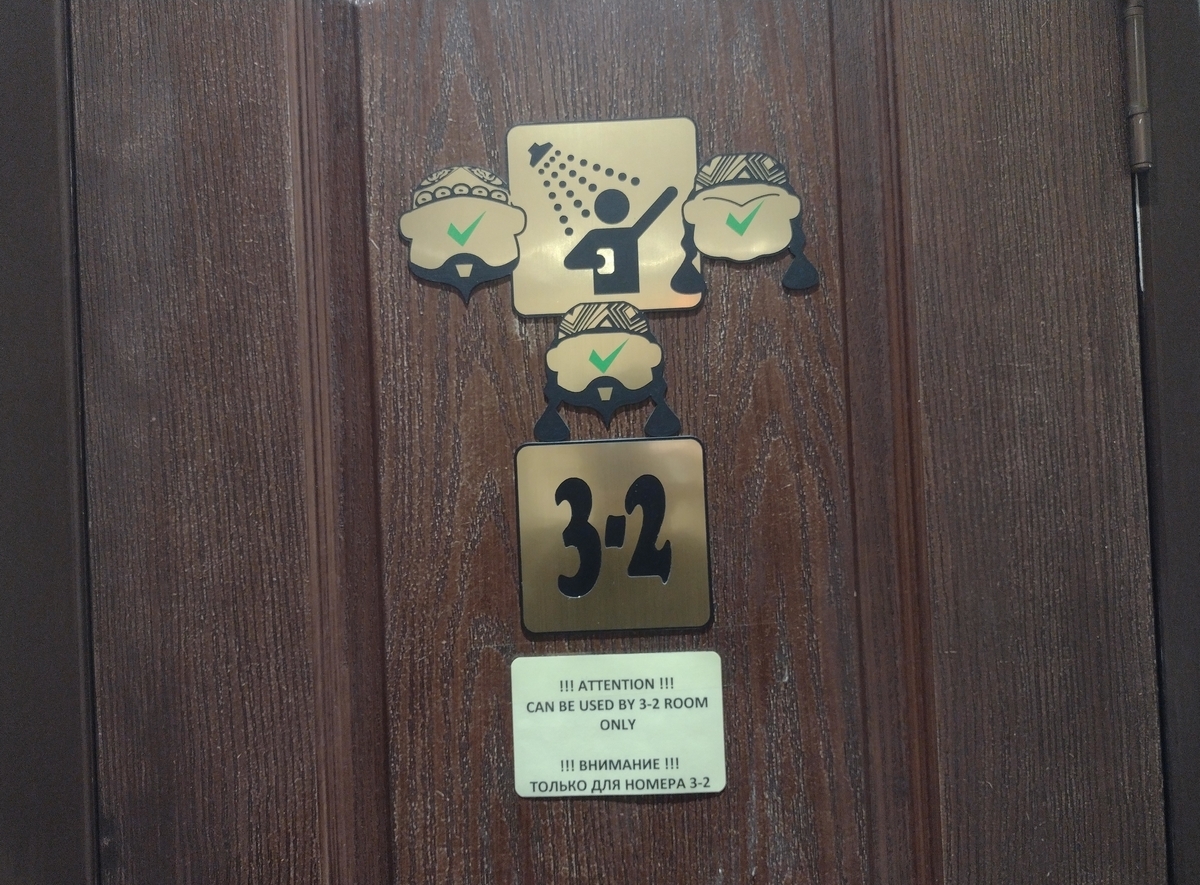 3-2
!!! ATTENTION !!!
CAN BE USED BY 3-2 ROOM
ONLY
!!! ВНИМАНИЕ !!!
ТОЛЬКО ДЛЯ НОМЕРА 3-2